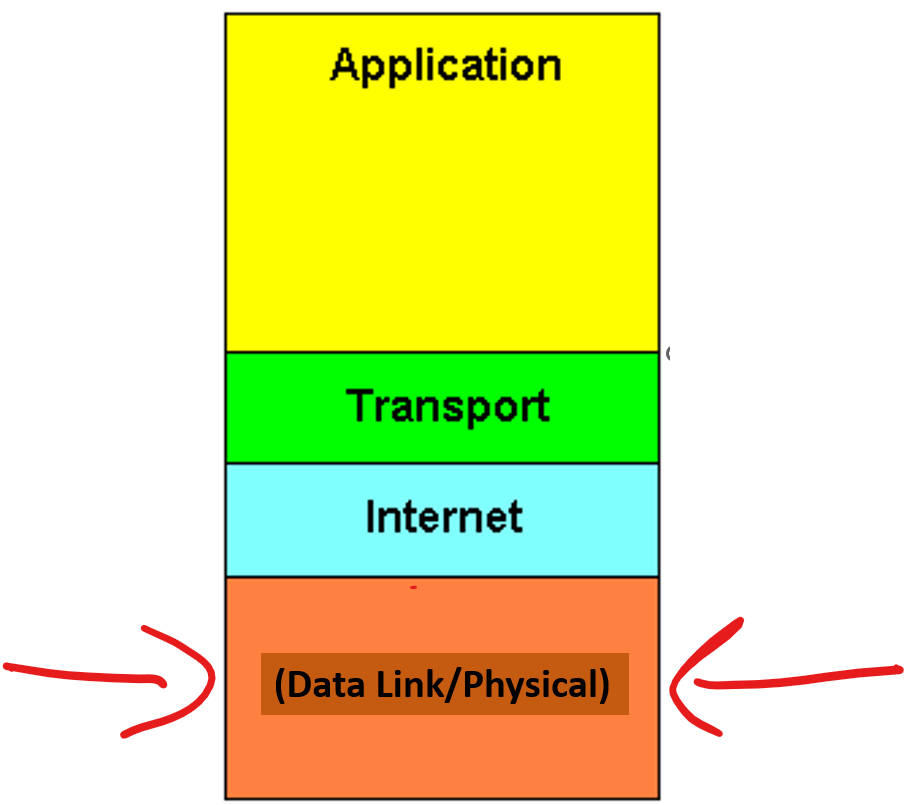 Application
Transport
Internet
(Data Link/Physical)